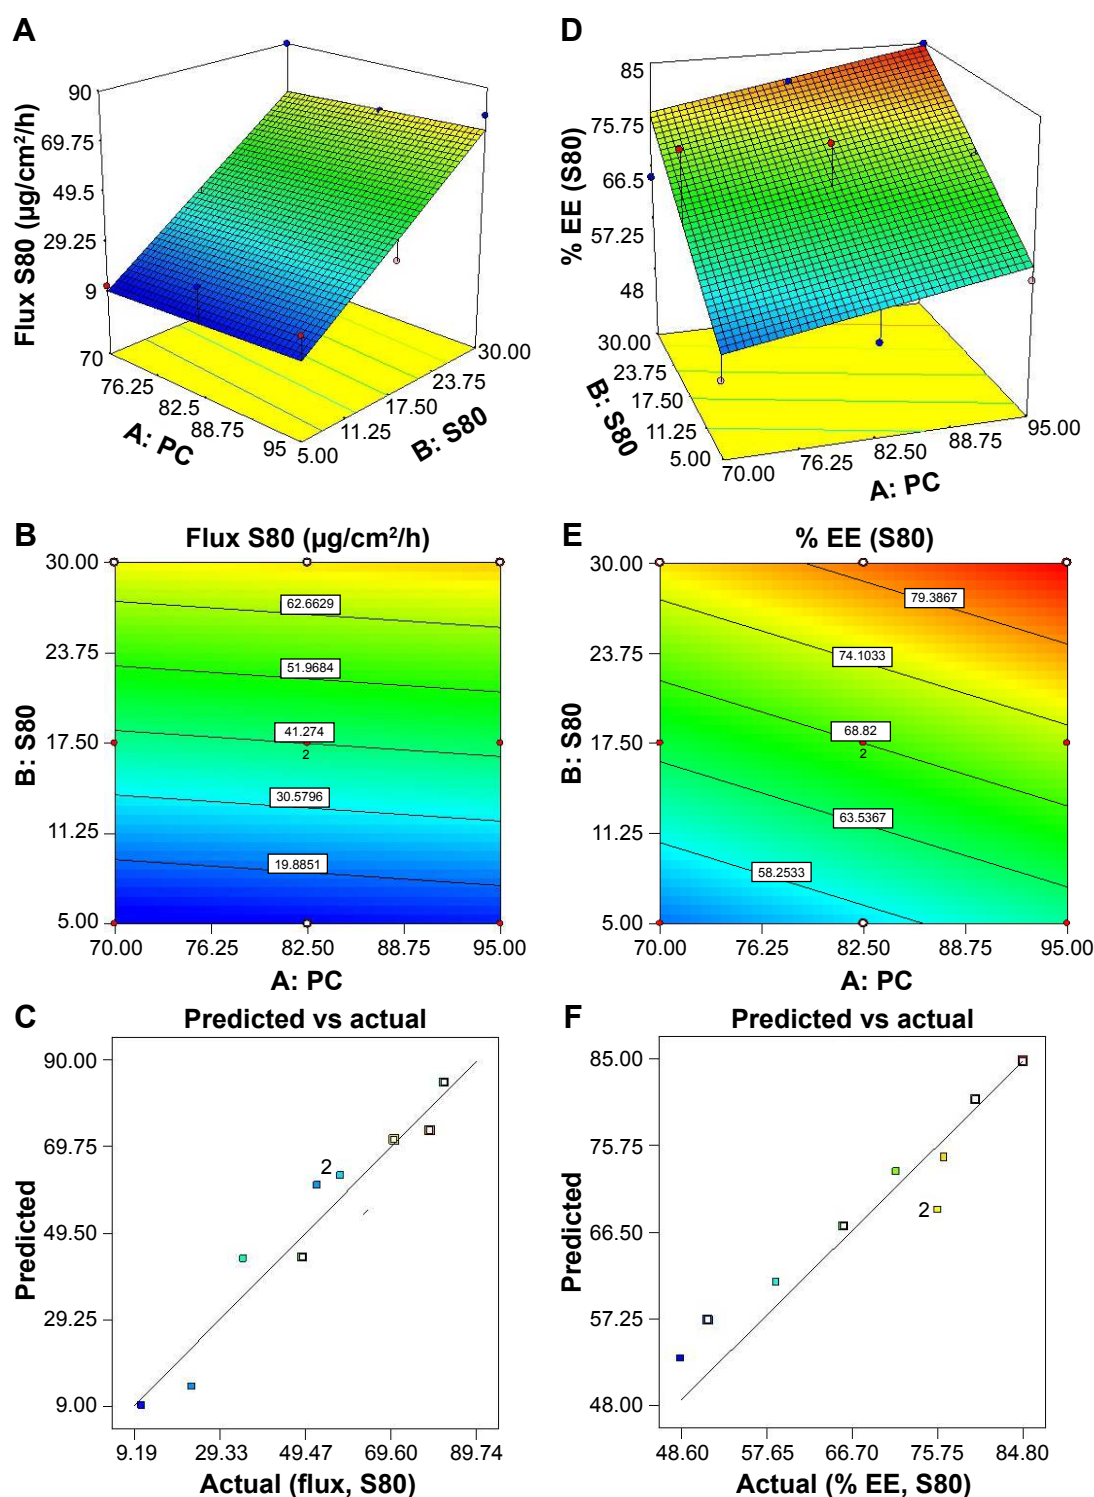 A
Flux S80 (µg/cm²/h)
90
69.75
49.5
29.25
9
70
76.25
82.5
88.75
95
A: PC
5.00
11.25
17.50
23.75
30.00
B: S80
D
% EE (S80)
85
75.75
66.5
57.25
48
30.00
23.75
17.50
11.25
5.00
B: S80
70.00
76.25
82.50
88.75
95.00
A: PC
B
Flux S80 (µg/cm²/h)
B: S80
30.00
23.75
17.50
11.25
5.00
62.6629
51.9684
41.274
2
30.5796
19.8851
70.00 76.25 82.50 88.75 95.00
A: PC
E
% EE (S80)
B: S80
30.00
23.75
17.50
11.25
5.00
79.3867
74.1033
68.82
2
63.5367
58.2533
70.00 76.25 82.50 88.75 95.00
A: PC
C
Predicted vs actual
Predicted
90.00
69.75
49.50
29.25
9.00
2
9.19 29.33 49.47 69.60 89.74
Actual (flux, S80)
F
Predicted vs actual
Predicted
85.00
75.75
66.50
57.25
48.00
2
48.60 57.65 66.70 75.75 84.80
Actual (% EE, S80)